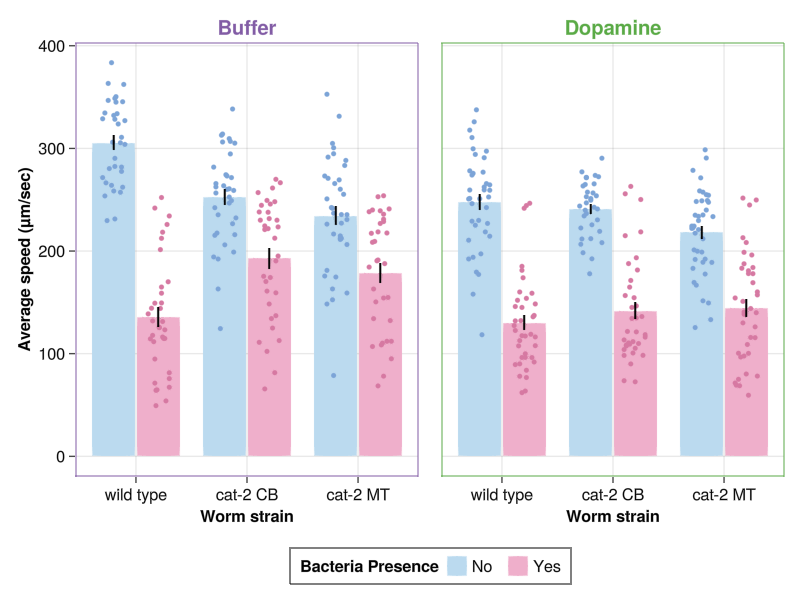 Buffer
Dopamine
Average speed (µm/sec)
400
300
200
100
0
wild type
cat-2 CB
cat-2 MT
wild type
cat-2 CB
cat-2 MT
Worm strain
Worm strain
Bacteria Presence No Yes